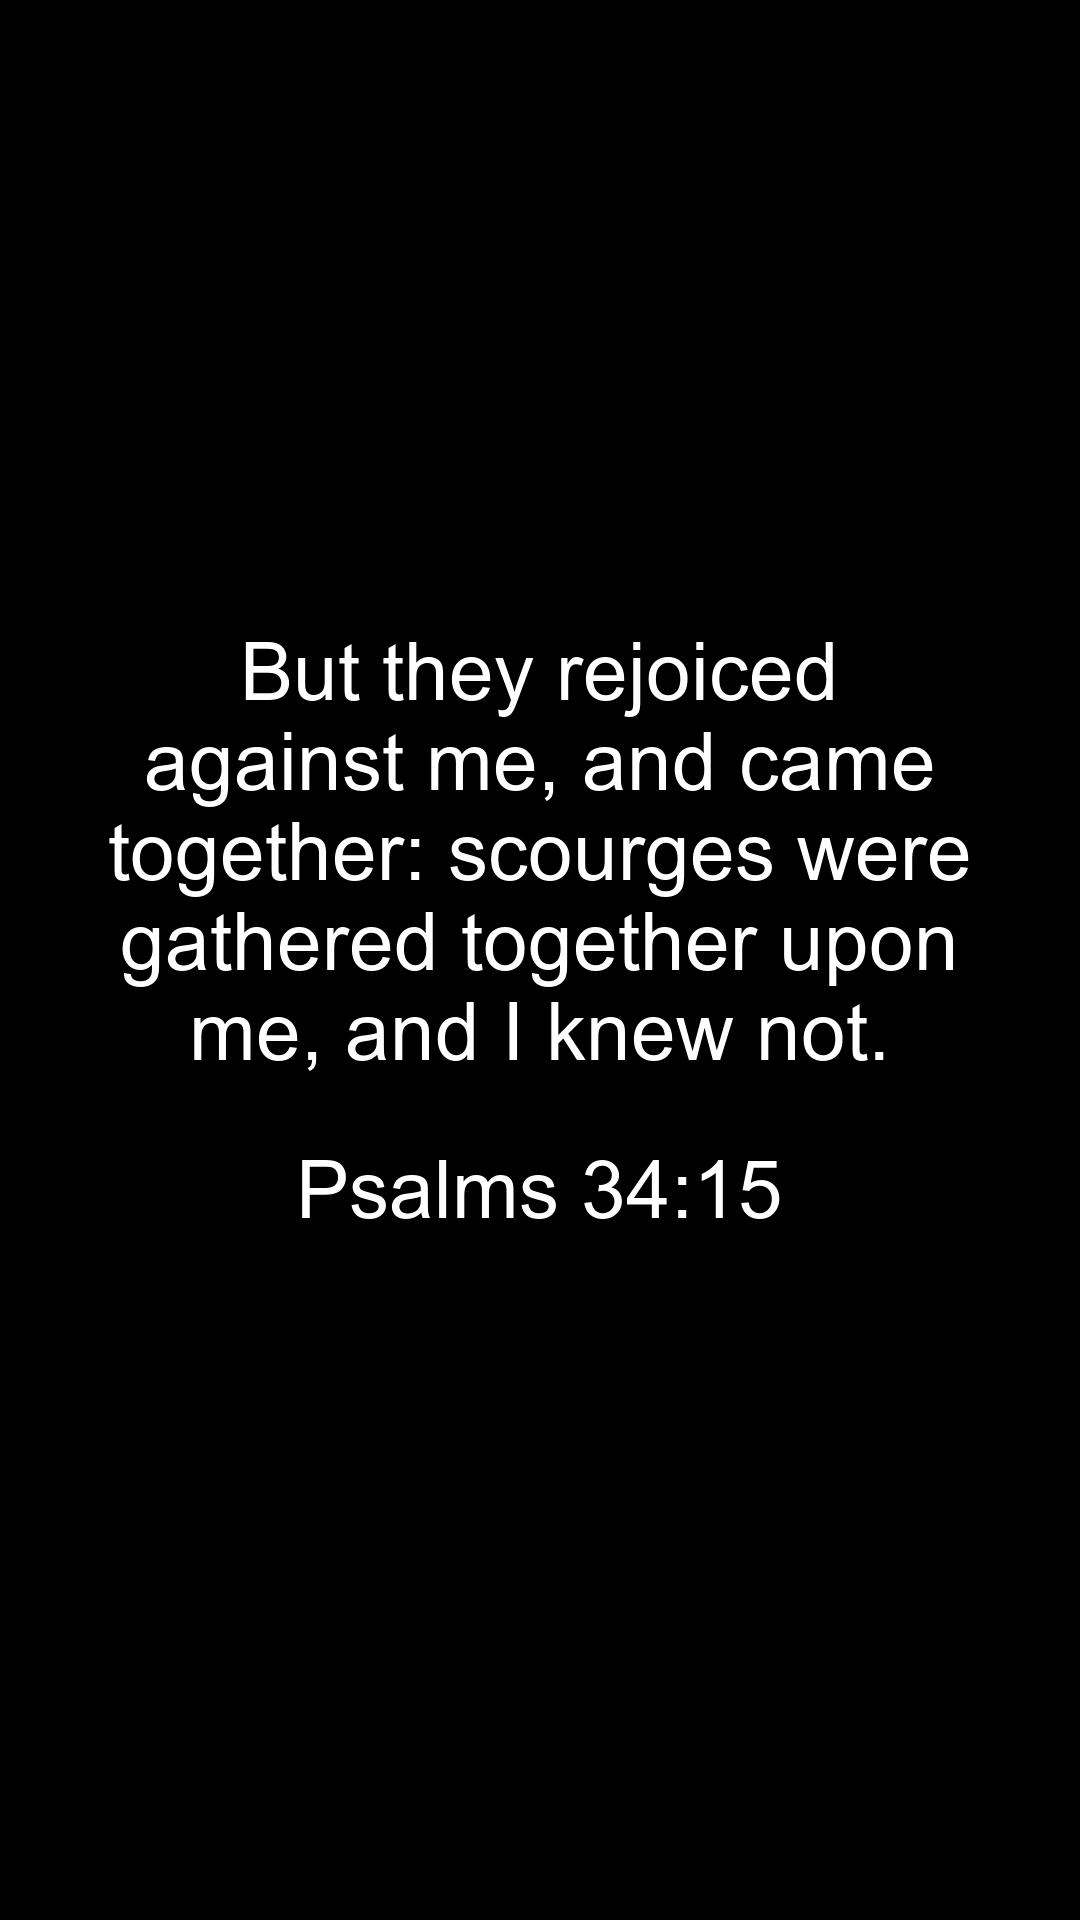 But they rejoiced
against me, and came
together: scourges were
gathered together upon
me, and I knew not.
Psalms 34:15